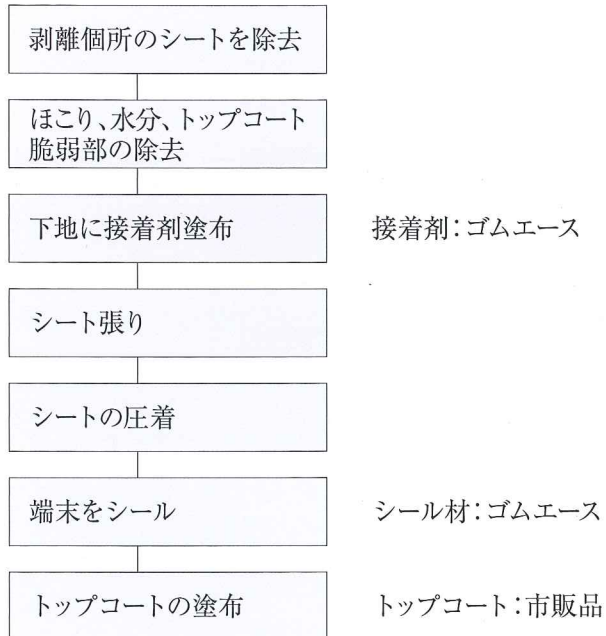 剥離個所のシートを除去
ほこり、水分、トップコート
脆弱部の除去
下地に接着剤塗布
接着剤：ゴムエース
シート張り
シートの圧着
端末をシール
シール材：ゴムエース
トップコートの塗布
トップコート：市販品